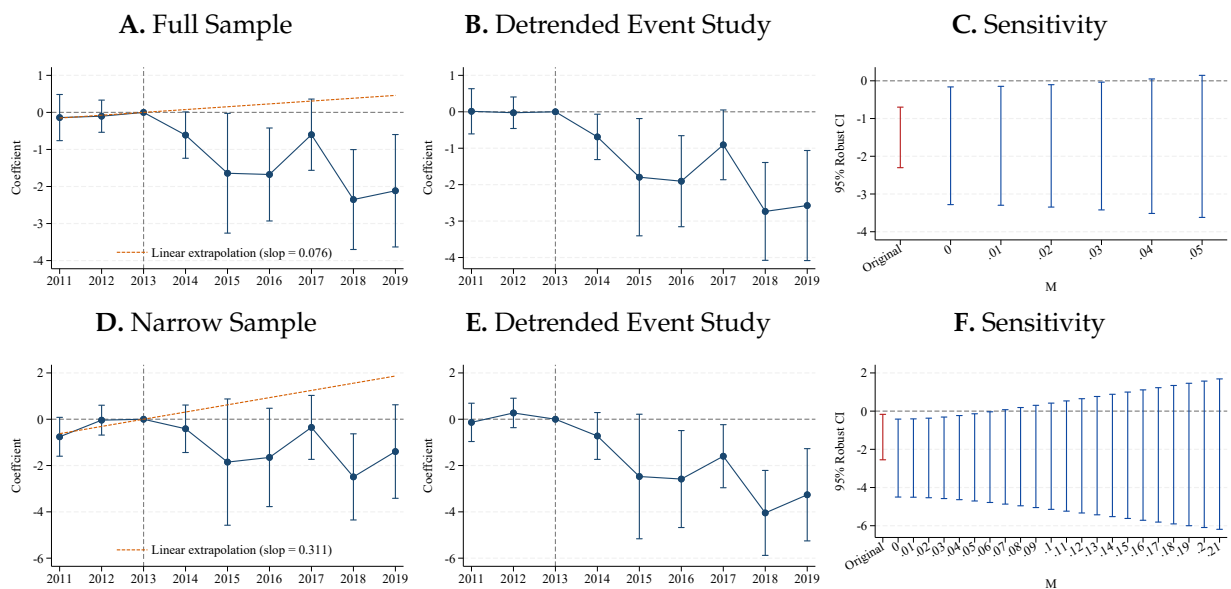 A. Full Sample
B. Detrended Event Study
C. Sensitivity
1
0
-1
-2
-3
-4
Coeffcient
Linear extrapolation (slop = 0.076)
2011 2012 2013 2014 2015 2016 2017 2018 2019
1
0
-1
-2
-3
-4
Coeffcient
2011 2012 2013 2014 2015 2016 2017 2018 2019
0
-1
-2
-3
-4
95% Robust CI
Original 0 .01 .02 .03 .04 .05
M
D. Narrow Sample
E. Detrended Event Study
F. Sensitivity
2
0
-2
-4
-6
Coeffcient
Linear extrapolation (slop = 0.311)
2011 2012 2013 2014 2015 2016 2017 2018 2019
2
0
-2
-4
-6
Coeffcient
2011 2012 2013 2014 2015 2016 2017 2018 2019
2
0
-2
-4
-6
95% Robust CI
Original 0 .01 .02 .03 .04 .05 .06 .07 .08 .09 .1 .11 .12 .13 .14 .15 .16 .17 .18 .19 .2 .21
M